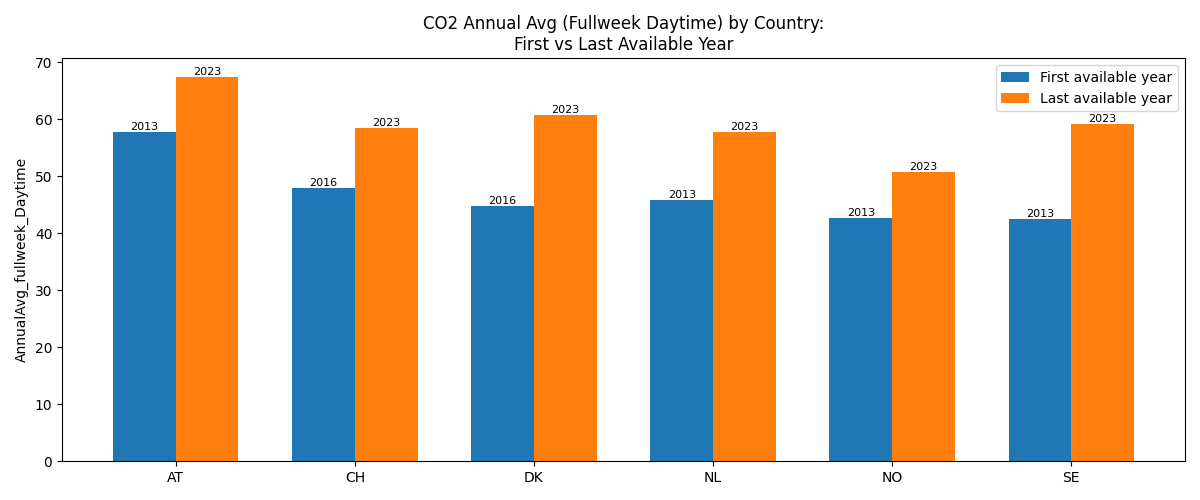 CO2 Annual Avg (Fullweek Daytime) by Country:
First vs Last Available Year
AnnualAvg_fullweek_Daytime
70
60
50
40
30
20
10
0
First available year
Last available year
2013
2023
2016
2023
2016
2023
2013
2023
2013
2023
2013
2023
AT
CH
DK
NL
NO
SE